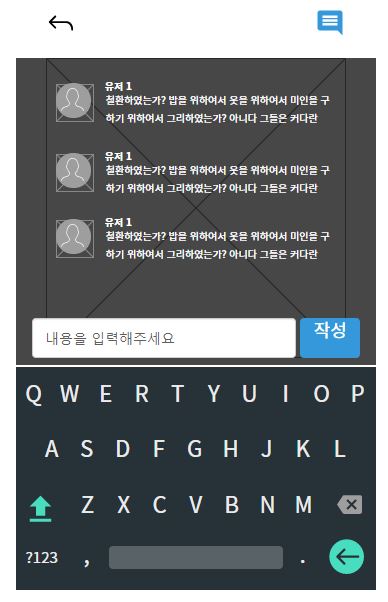 유저 1
철환하였는가? 밥을 위하여서 옷을 위하여서 미인을 구
하기 위하여서 그리하였는가? 아니다 그들은 커다란
유저 1
철환하였는가? 밥을 위하여서 옷을 위하여서 미인을 구
하기 위하여서 그리하였는가? 아니다 그들은 커다란
유저 1
철환하였는가? 밥을 위하여서 옷을 위하여서 미인을 구
하기 위하여서 그리하였는가? 아니다 그들은 커다란
내용을 입력해주세요 작성
Q W E R T Y U I O P
A S D F G H J K L
Z X C V B N M
?123 , .